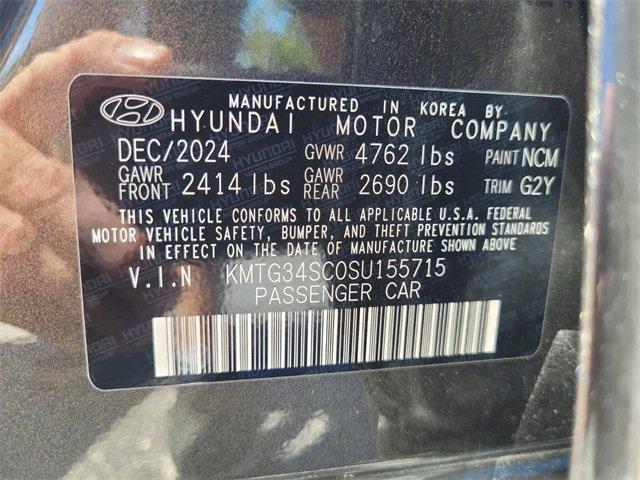 MANUFACTURED IN KOREA BY
HYUNDAI MOTOR COMPANY
DEC/2024 GVWR 4762 lbs PAINT NCM
GAWR FRONT 2414 lbs GAWR REAR 2690 lbs TRIM G2Y
THIS VEHICLE CONFORMS TO ALL APPLICABLE U.S.A. FEDERAL
MOTOR VEHICLE SAFETY, BUMPER, AND THEFT PREVENTION STANDARDS
IN EFFECT ON THE DATE OF MANUFACTURE SHOWN ABOVE
V.I.N KMTG34SC0SU155715
PASSENGER CAR